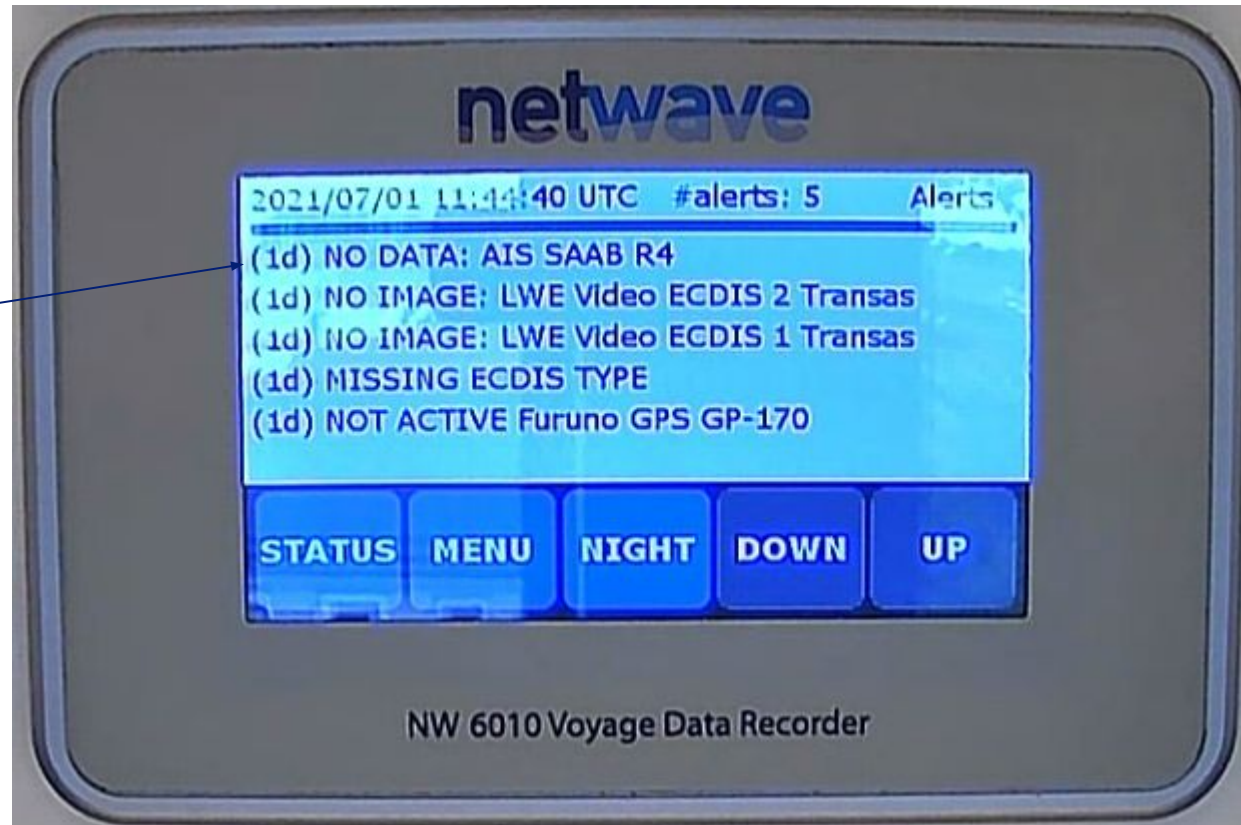 netwave
2021/07/01 11:44:40 UTC #alerts: 5 Alerts
(1d) NO DATA: AIS SAAB R4
(1d) NO IMAGE: LWE Video ECDIS 2 Transas
(1d) NO IMAGE: LWE Video ECDIS 1 Transas
(1d) MISSING ECDIS TYPE
(1d) NOT ACTIVE Furuno GPS GP-170
STATUS MENU NIGHT DOWN UP
NW 6010 Voyage Data Recorder